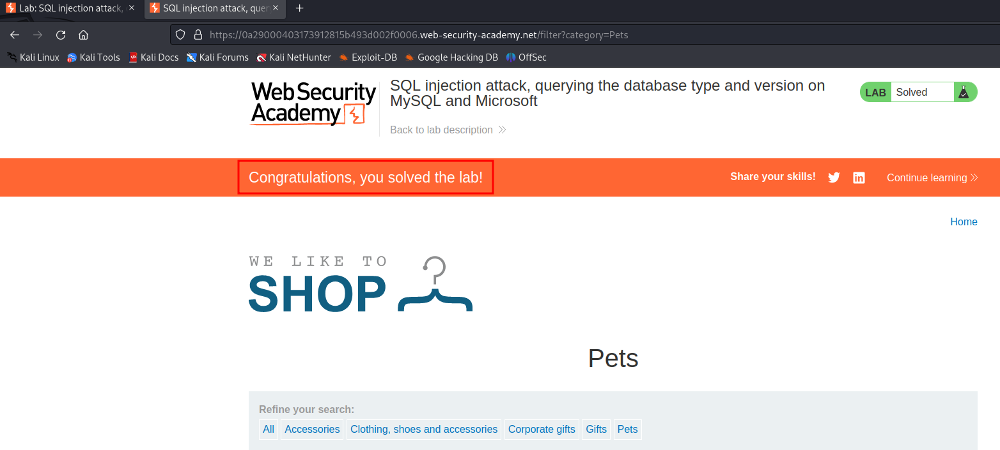 Lab: SQL injection attack,
SQL injection attack, quer
https://0a29000403173912815b493d002f0006.web-security-academy.net/filter?category=Pets
Kali Linux Kali Tools Kali Docs Kali Forums Kali NetHunter Exploit-DB Google Hacking DB OffSec
Web Security
Academy
SQL injection attack, querying the database type and version on
MySQL and Microsoft
Back to lab description
LAB Solved
Congratulations, you solved the lab!
Share your skills!
Continue learning
Home
WE LIKE TO
SHOP
Pets
Refine your search:
All Accessories Clothing, shoes and accessories Corporate gifts Gifts Pets